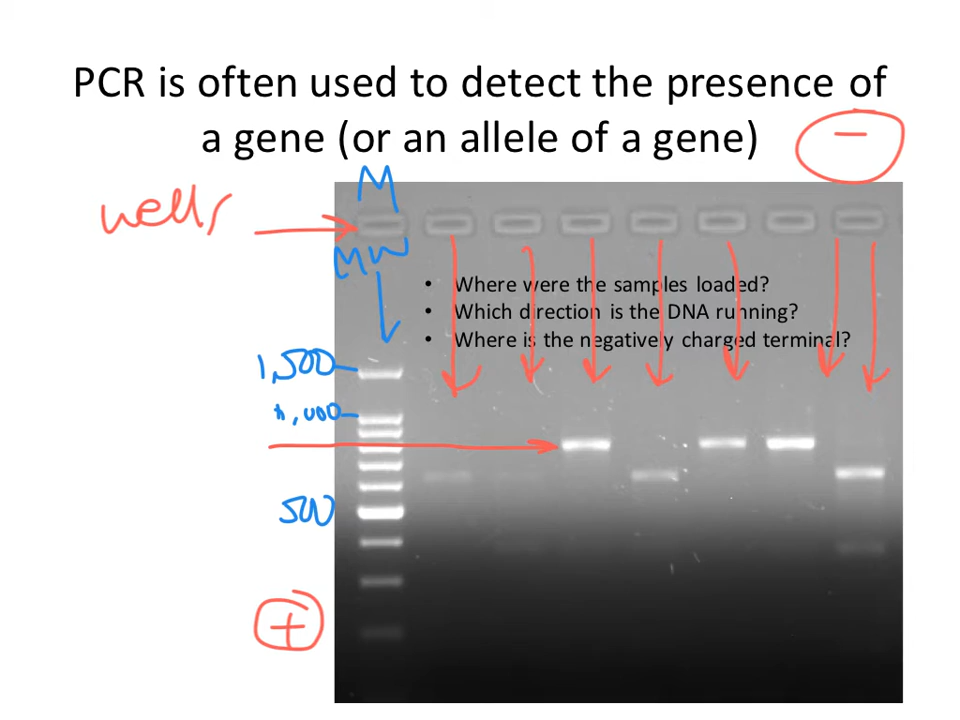 PCR is often used to detect the presence of
a gene (or an allele of a gene)
−
M
wells
MW
• Where were the samples loaded?
• Which direction is the DNA running?
• Where is the negatively charged terminal?
1,500
1,000
500
+